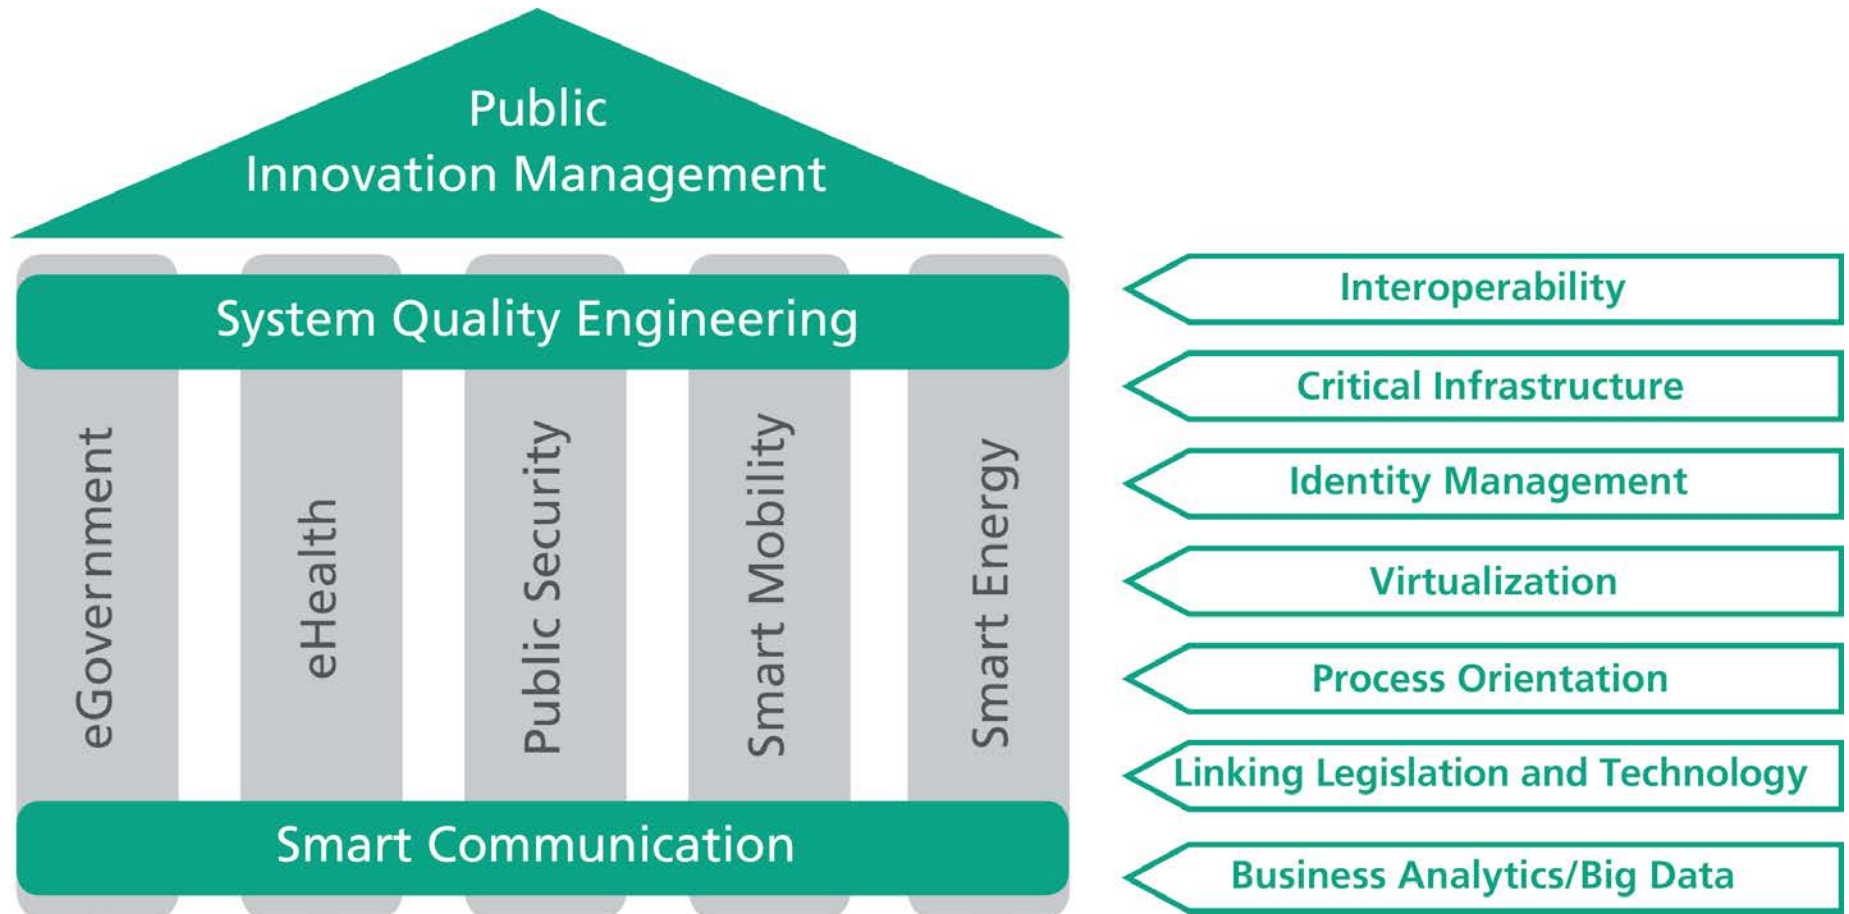 Public
Innovation Management
System Quality Engineering
eGovernment
eHealth
Public Security
Smart Mobility
Smart Energy
Smart Communication
Interoperability
Critical Infrastructure
Identity Management
Virtualization
Process Orientation
Linking Legislation and Technology
Business Analytics/Big Data